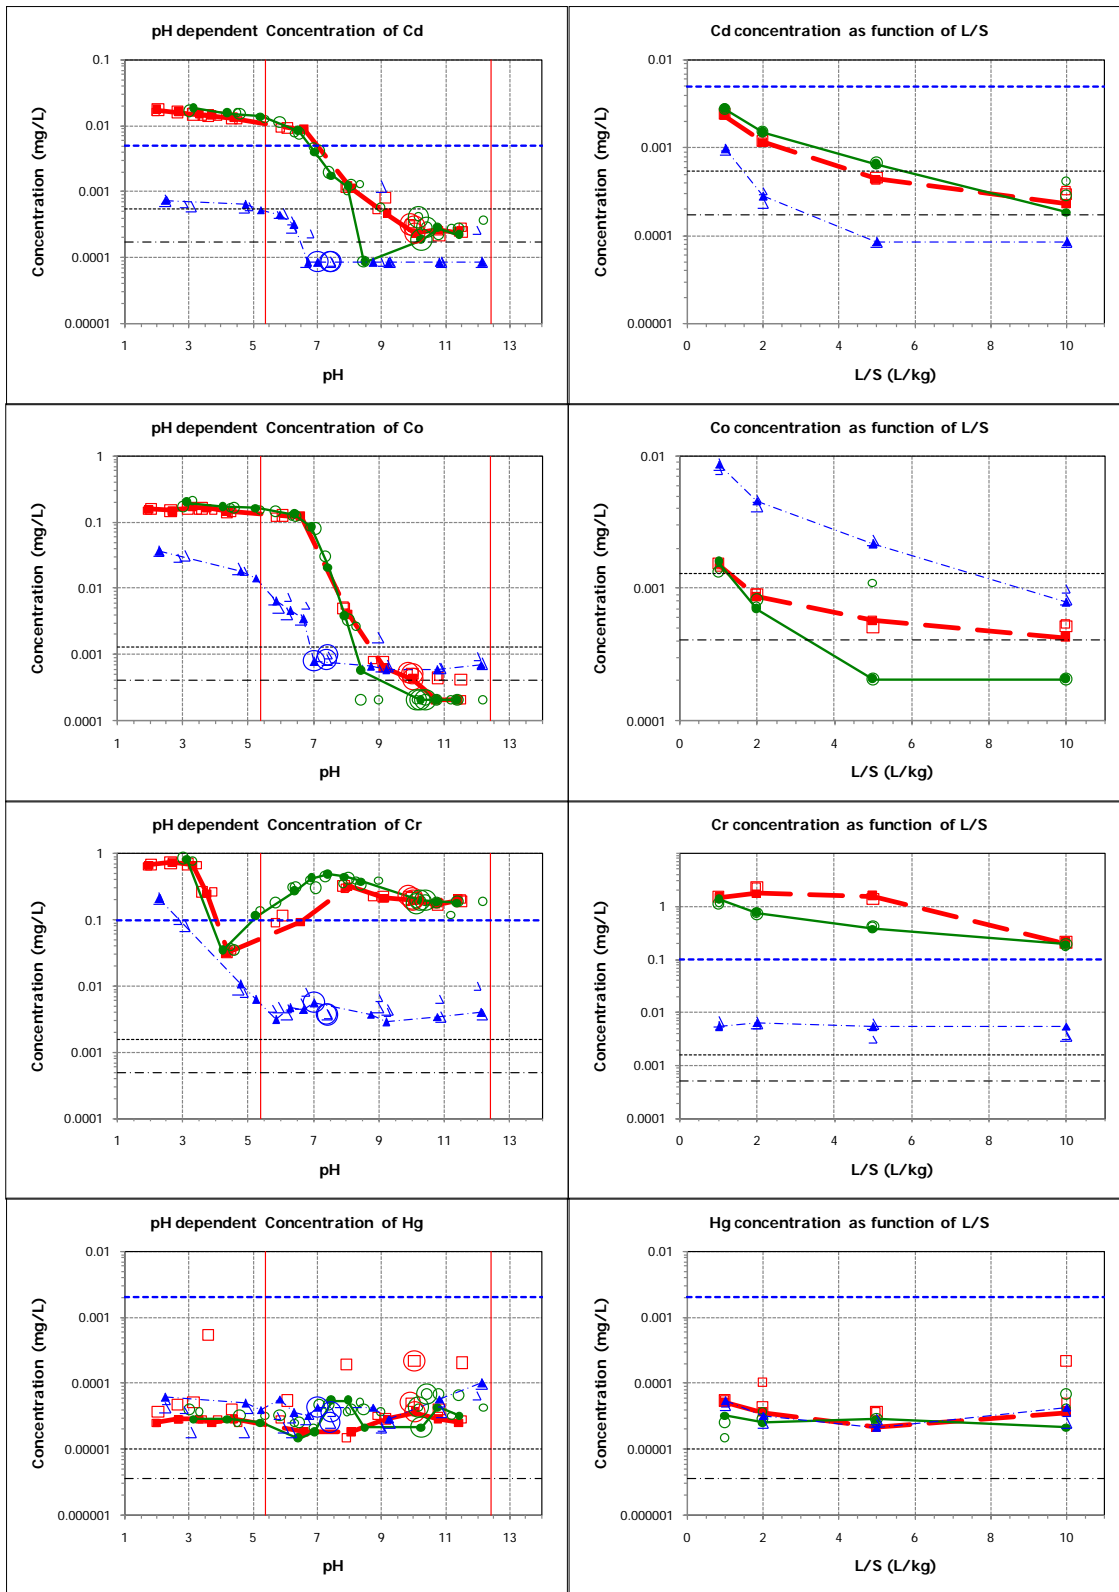 pH dependent Concentration of Cd
0.1
0.01
0.001
0.0001
0.00001
Concentration (mg/L)
1 3 5 7 9 11 13
pH
Cd concentration as function of L/S
0.01
0.001
0.0001
0.00001
Concentration (mg/L)
0 2 4 6 8 10
L/S (L/kg)
pH dependent Concentration of Co
1
0.1
0.01
0.001
0.0001
Concentration (mg/L)
1 3 5 7 9 11 13
pH
Co concentration as function of L/S
0.01
0.001
0.0001
Concentration (mg/L)
0 2 4 6 8 10
L/S (L/kg)
pH dependent Concentration of Cr
1
0.1
0.01
0.001
0.0001
Concentration (mg/L)
1 3 5 7 9 11 13
pH
Cr concentration as function of L/S
1
0.1
0.01
0.001
0.0001
Concentration (mg/L)
0 2 4 6 8 10
L/S (L/kg)
pH dependent Concentration of Hg
0.01
0.001
0.0001
0.00001
0.000001
Concentration (mg/L)
1 3 5 7 9 11 13
pH
Hg concentration as function of L/S
0.01
0.001
0.0001
0.00001
0.000001
Concentration (mg/L)
0 2 4 6 8 10
L/S (L/kg)